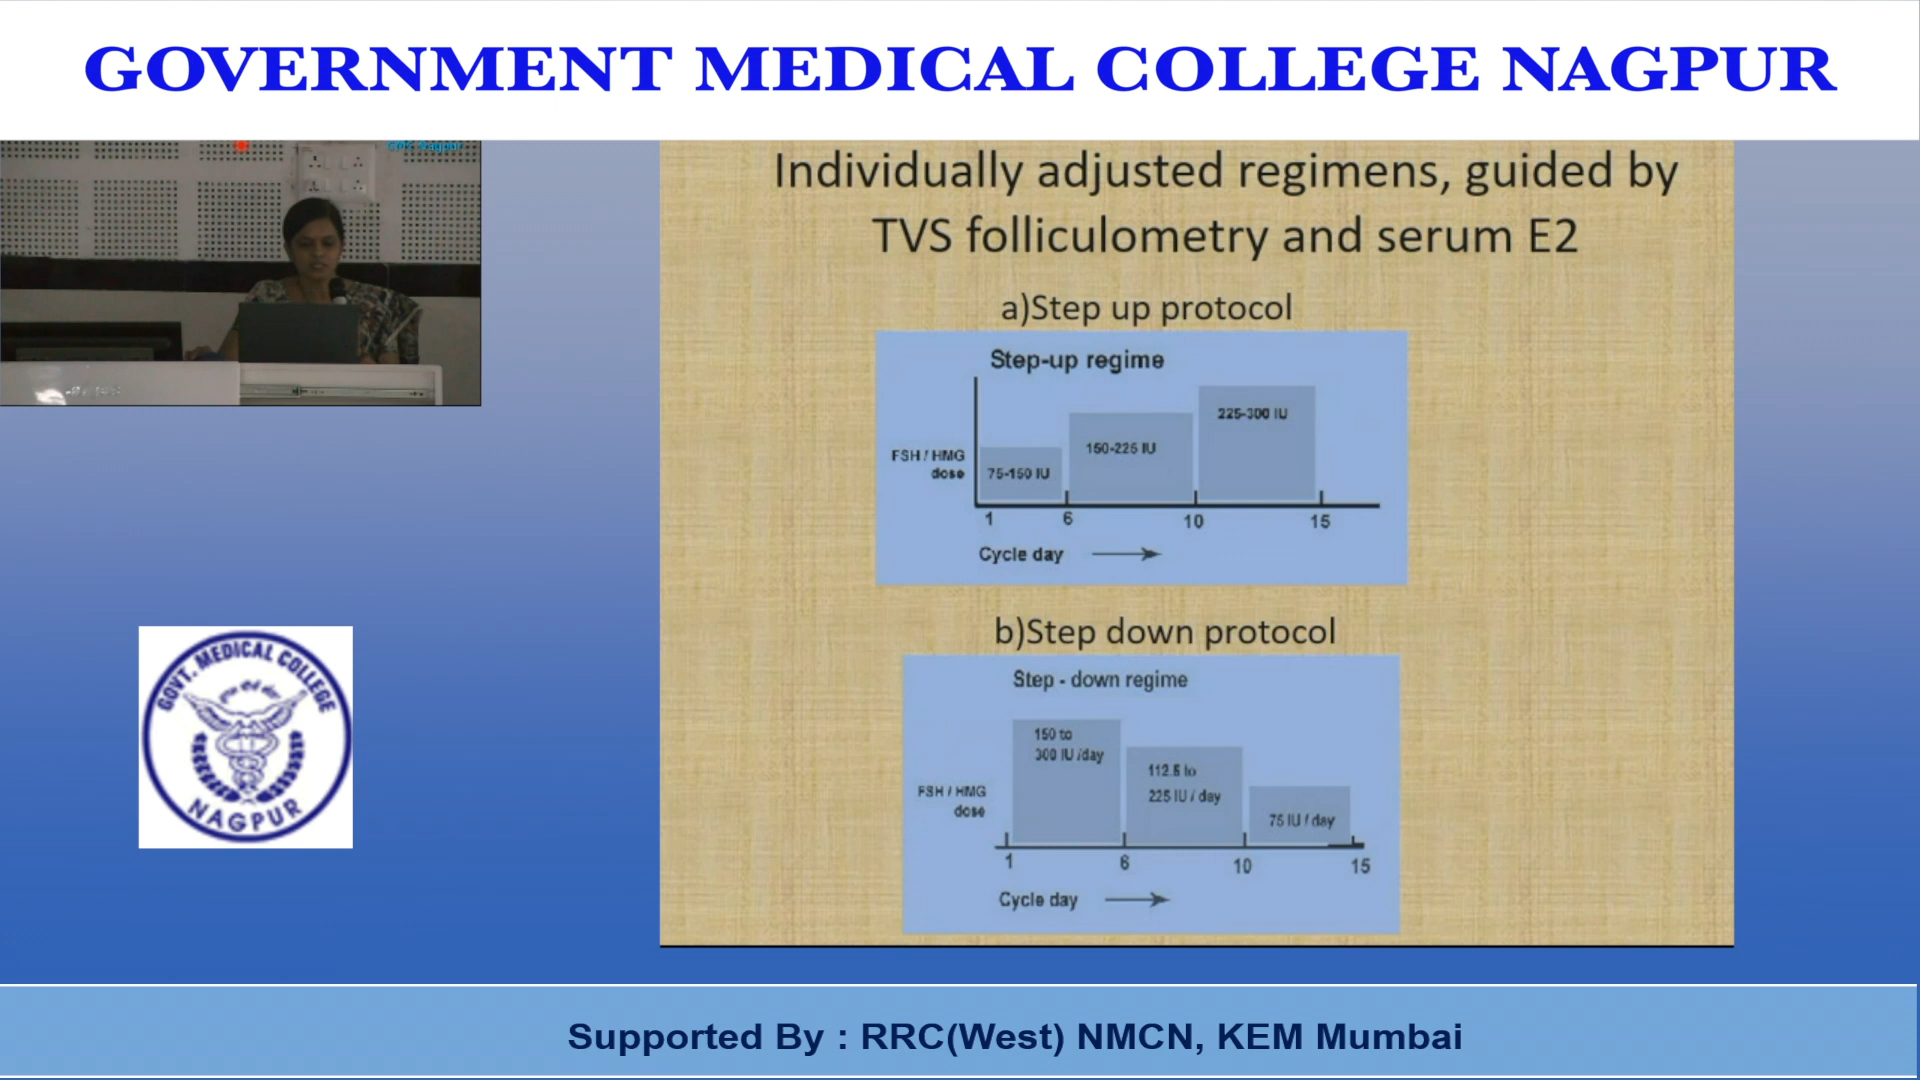 GOVERNMENT MEDICAL COLLEGE NAGPUR
GMC Nagpur
Individually adjusted regimens, guided by
TVS folliculometry and serum E2
a)Step up protocol
Step-up regime
225-300 IU
150-225 IU
FSH / HMG
dose
75-150 IU
1 6 10 15
Cycle day
b)Step down protocol
Step - down regime
150 to
300 IU /day
112.5 to
225 IU / day
FSH / HMG
dose
75 IU / day
1 6 10 15
Cycle day
GOVT. MEDICAL COLLEGE
NAGPUR
Supported By : RRC(West) NMCN, KEM Mumbai